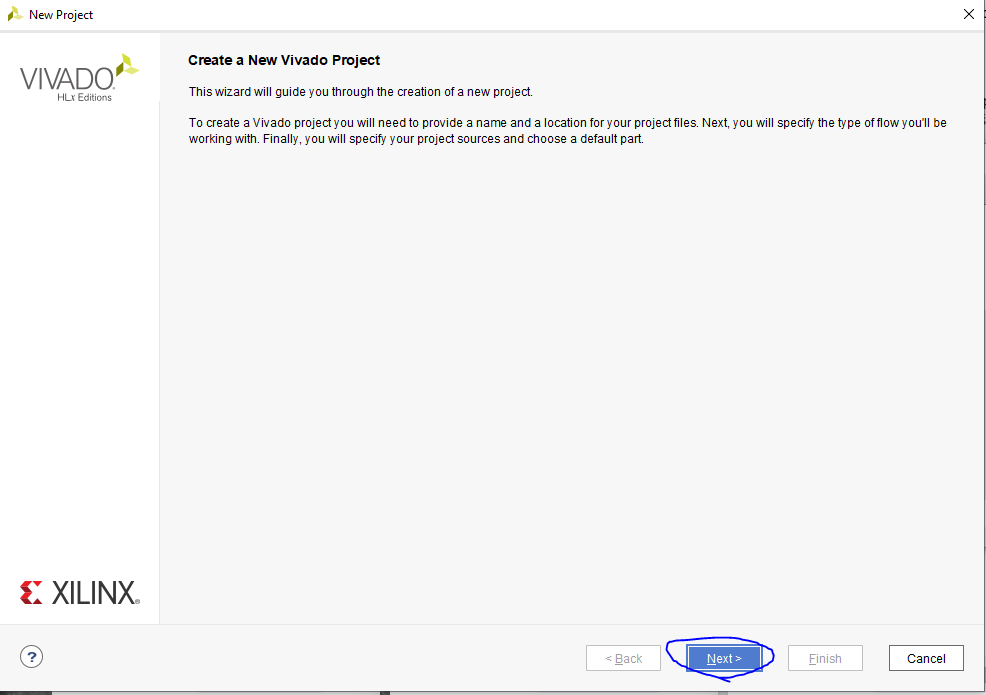 New Project
VIVADO
HLx Editions
Create a New Vivado Project
This wizard will guide you through the creation of a new project.
To create a Vivado project you will need to provide a name and a location for your project files. Next, you will specify the type of flow you'll be
working with. Finally, you will specify your project sources and choose a default part.
XILINX
?
< Back
Next >
Finish
Cancel